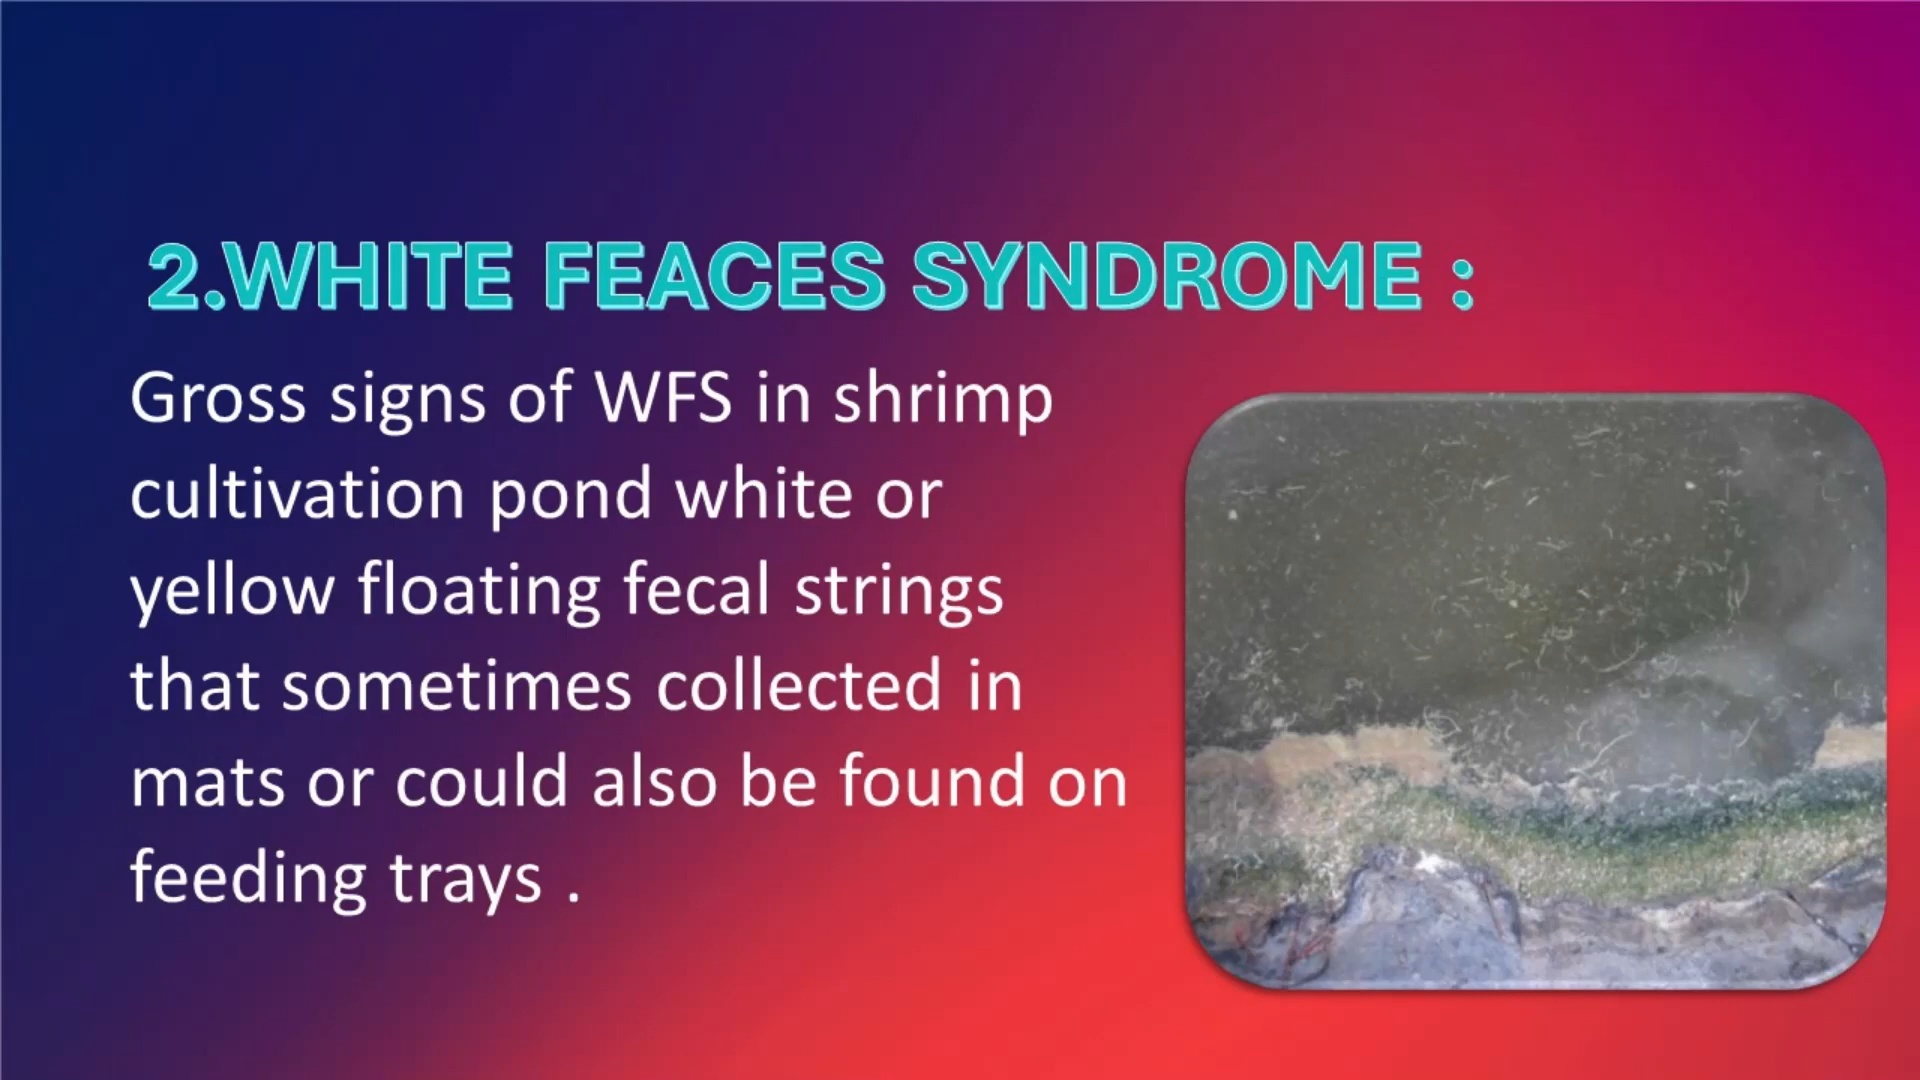 2.WHITE FEACES SYNDROME :
Gross signs of WFS in shrimp
cultivation pond white or
yellow floating fecal strings
that sometimes collected in
mats or could also be found on
feeding trays .